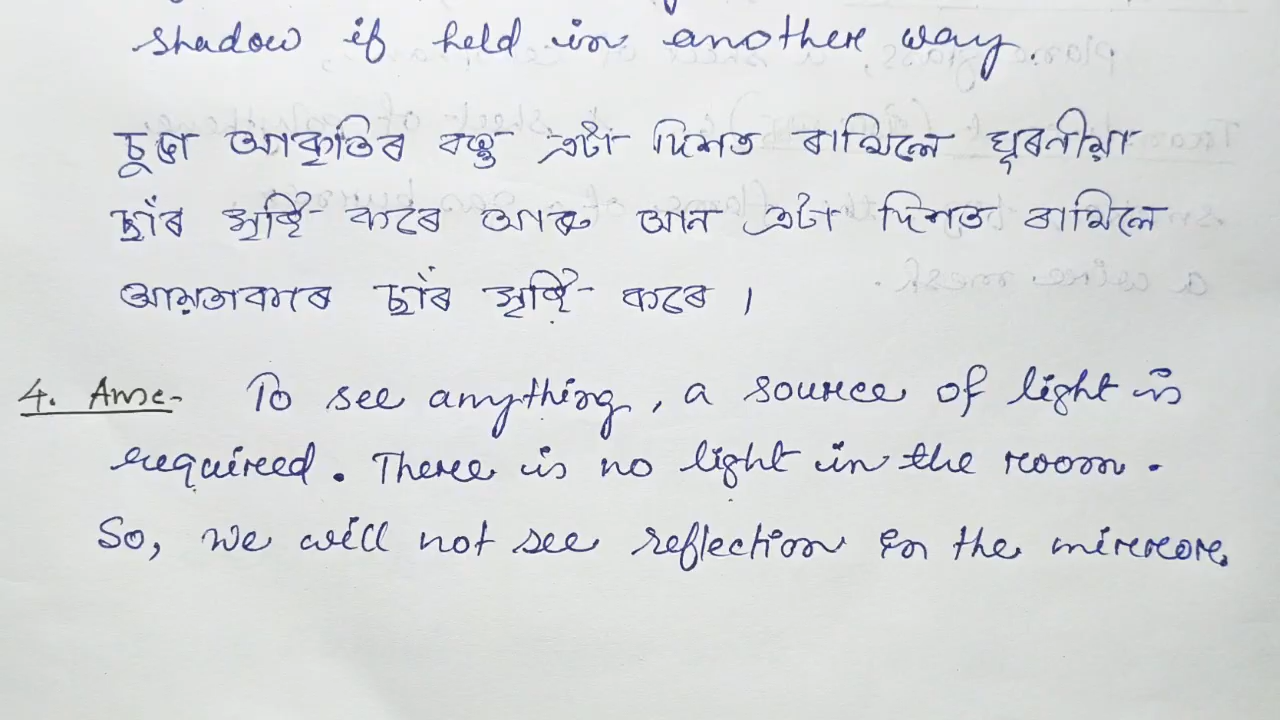 shadow if held in another way.
চুঙা আকৃতিৰ বস্তু এটা দিশত ৰাখিলে ঘূৰনীয়া
ছাঁৰ সৃষ্টি কৰে আৰু আন এটা দিশত ৰাখিলে
আয়তাকাৰ ছাঁৰ সৃষ্টি কৰে ।
4. Ans:- To see anything, a source of light is
required. There is no light in the room.
So, we will not see reflection in the mirror.